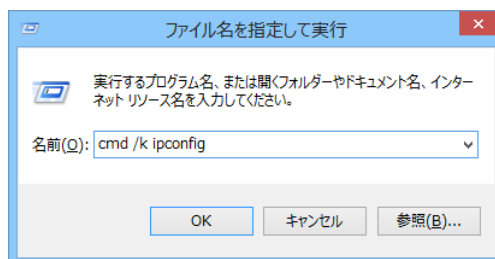 ファイル名を指定して実行
実行するプログラム名、または開くフォルダーやドキュメント名、インター
ネット リソース名を入力してください。
名前(O): cmd /k ipconfig
OK キャンセル 参照(B)...